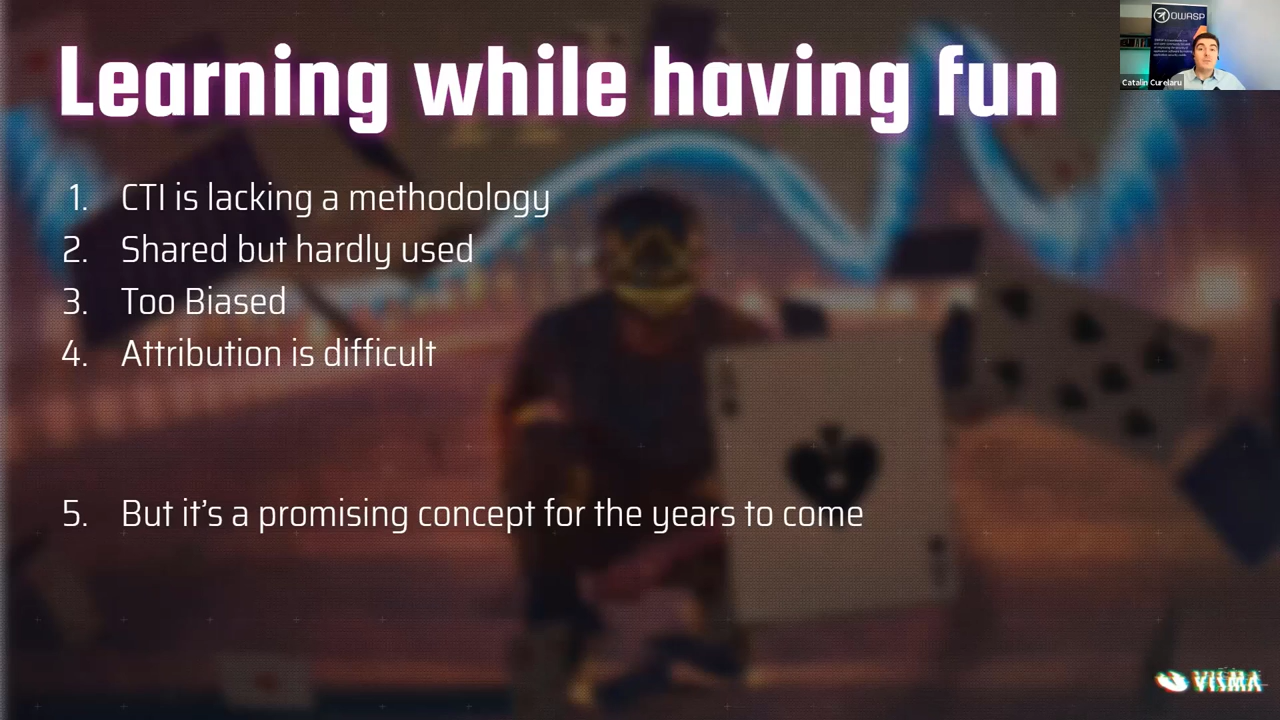 Learning while having fun
1. CTI is lacking a methodology
2. Shared but hardly used
3. Too Biased
4. Attribution is difficult
5. But it's a promising concept for the years to come
OWASP
Catalin Curelaru
VISMA